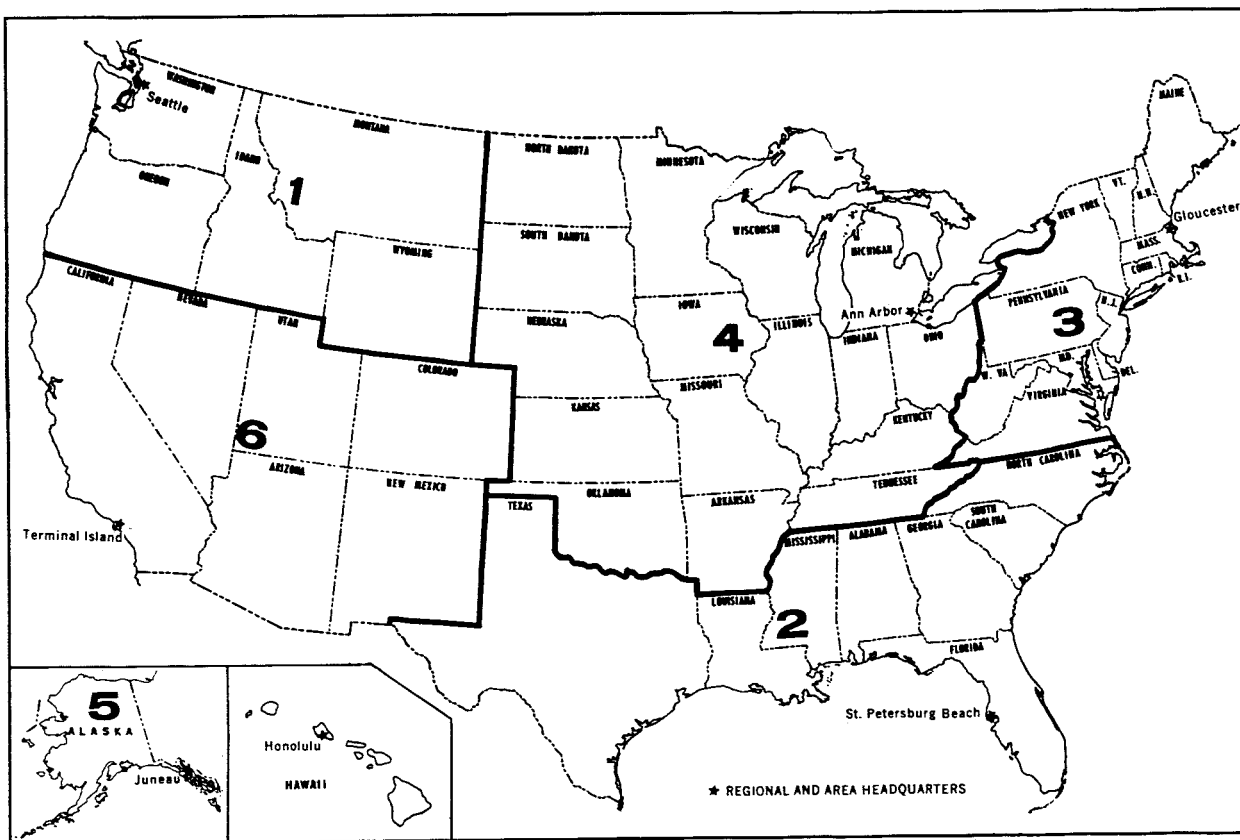 WASHINGTON
Seattle
MONTANA
IDAHO
OREGON
1
WYOMING
NORTH DAKOTA
SOUTH DAKOTA
MINNESOTA
WISCONSIN
MICHIGAN
MAINE
VT.
N.H.
NEW YORK
Gloucester
MASS.
CONN.
R.I.
CALIFORNIA
NEVADA
UTAH
COLORADO
NEBRASKA
IOWA
4
ILLINOIS
INDIANA
Ann Arbor
OHIO
PENNSYLVANIA
3
N.J.
MD.
DEL.
W. VA
VIRGINIA
KANSAS
MISSOURI
KENTUCKY
6
ARIZONA
NEW MEXICO
TEXAS
OKLAHOMA
ARKANSAS
TENNESSEE
NORTH CAROLINA
SOUTH
CAROLINA
Terminal Island
MISSISSIPPI
ALABAMA
GEORGIA
LOUISIANA
2
FLORIDA
St. Petersburg Beach
5
ALASKA
Juneau
Honolulu
HAWAII
★ REGIONAL AND AREA HEADQUARTERS